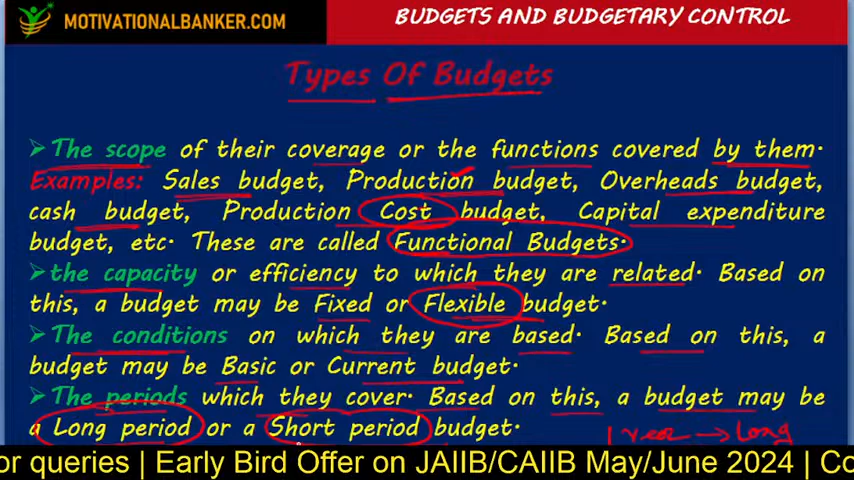 MOTIVATIONALBANKER.COM
BUDGETS AND BUDGETARY CONTROL
Types Of Budgets
➢The scope of their coverage or the functions covered by them.
Examples: Sales budget, Production budget, Overheads budget,
cash budget, Production Cost budget, Capital expenditure
budget, etc. These are called Functional Budgets.
➢the capacity or efficiency to which they are related. Based on
this, a budget may be Fixed or Flexible budget.
➢The conditions on which they are based. Based on this, a
budget may be Basic or Current budget.
➢The periods which they cover. Based on this, a budget may be
a Long period or a Short period budget.
1 year → Long
or queries | Early Bird Offer on JAIIB/CAIIB May/June 2024 | Co